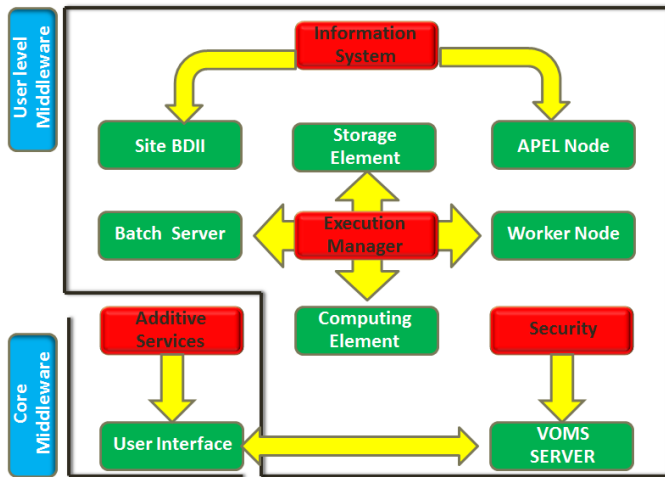 User level
Middleware
Information
System
Site BDII
Storage
Element
APEL Node
Batch Server
Execution
Manager
Worker Node
Additive
Services
Computing
Element
Security
Core
Middleware
User Interface
VOMS
SERVER